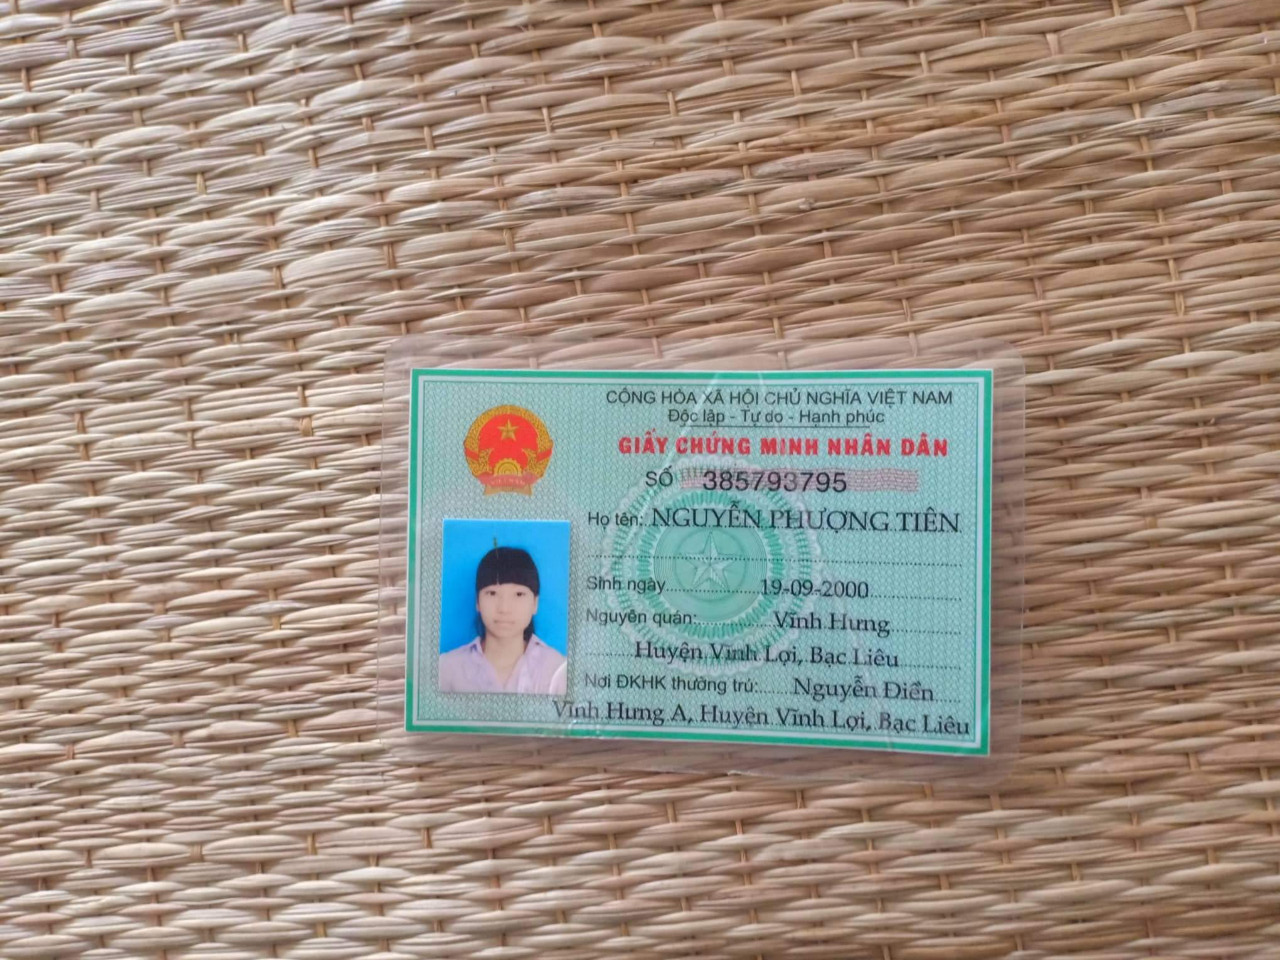 CỘNG HÒA XÃ HỘI CHỦ NGHĨA VIỆT NAM
Độc lập - Tự do - Hạnh phúc
GIẤY CHỨNG MINH NHÂN DÂN
SỐ 385793795
Họ tên: NGUYỄN PHƯỢNG TIÊN
Sinh ngày 19-09-2000
Nguyên quán: Vĩnh Hưng
Huyện Vĩnh Lợi, Bạc Liêu
Nơi ĐKHK thường trú: Nguyễn Điền
Vĩnh Hưng A, Huyện Vĩnh Lợi, Bạc Liêu